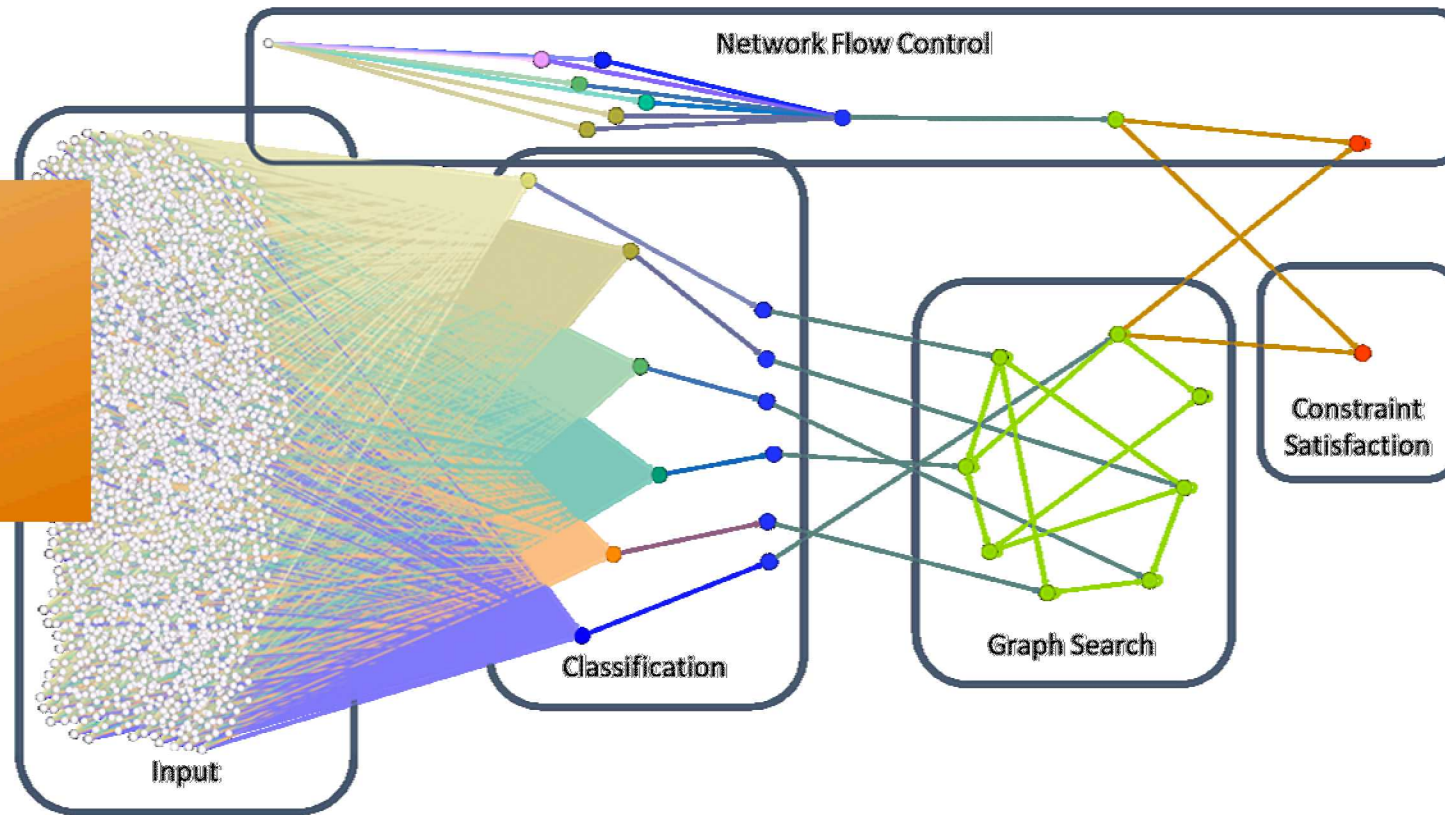 Network Flow Control
Constraint
Satisfaction
Graph Search
Classification
Input